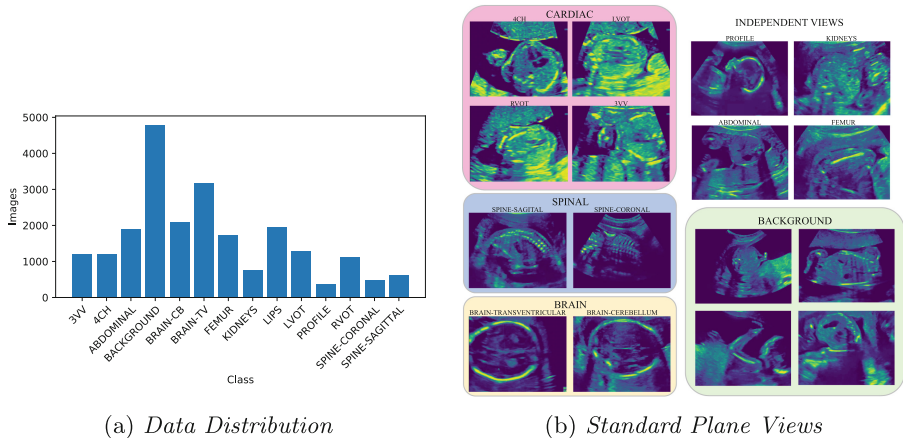 5000
4000
3000
2000
1000
0
Images
3VV
4CH
ABDOMINAL
BACKGROUND
BRAIN-CB
BRAIN-TV
FEMUR
KIDNEYS
LIPS
LVOT
PROFILE
RVOT
SPINE-CORONAL
SPINE-SAGITTAL
Class
(a) Data Distribution
CARDIAC
4CH LVOT
RVOT 3VV
SPINAL
SPINE-SAGITAL SPINE-CORONAL
BRAIN
BRAIN-TRANSVENTRICULAR BRAIN-CEREBELLUM
INDEPENDENT VIEWS
PROFILE KIDNEYS
ABDOMINAL FEMUR
BACKGROUND
(b) Standard Plane Views